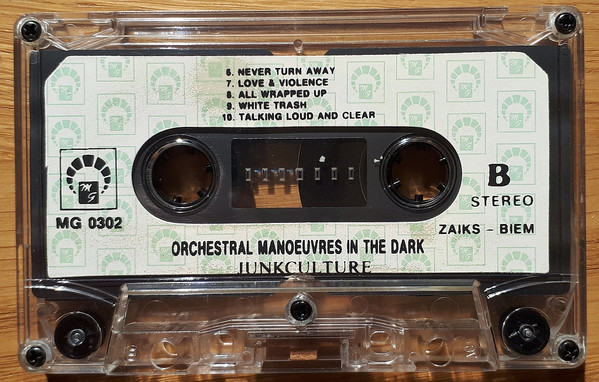 6. NEVER TURN AWAY
7. LOVE & VIOLENCE
8. ALL WRAPPED UP
9. WHITE TRASH
10. TALKING LOUD AND CLEAR
M G
MG 0302
B
STEREO
ZAIKS – BIEM
ORCHESTRAL MANOEUVRES IN THE DARK
JUNKCULTURE